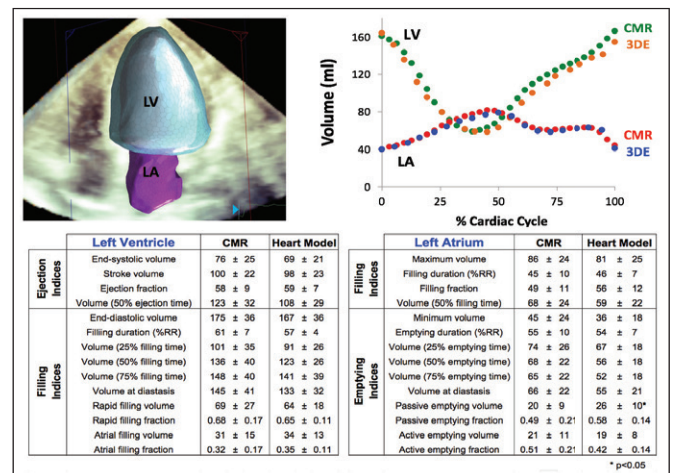 LV
LA
Volume (ml)
160
120
80
40
0
LV
LA
CMR
3DE
CMR
3DE
0 25 50 75 100
% Cardiac Cycle
Ejection Indices
Left Ventricle CMR Heart Model
End-systolic volume 76 ± 25 69 ± 21
Stroke volume 100 ± 22 98 ± 23
Ejection fraction 58 ± 9 59 ± 7
Volume (50% ejection time) 123 ± 32 108 ± 29
Filling Indices
End-diastolic volume 175 ± 36 167 ± 36
Filliing duration (%RR) 61 ± 7 57 ± 4
Volume (25% filling time) 101 ± 35 91 ± 26
Volume (50% filling time) 136 ± 40 123 ± 26
Volume (75% filling time) 148 ± 40 141 ± 39
Volume at diastasis 145 ± 41 133 ± 32
Rapid filling volume 69 ± 27 64 ± 18
Rapid filling fraction 0.68 ± 0.17 0.65 ± 0.11
Atrial filling volume 31 ± 15 34 ± 13
Atrial filling fraction 0.32 ± 0.17 0.35 ± 0.11
Filling Indices
Left Atrium CMR Heart Model
Maximum volume 86 ± 24 81 ± 25
Filling duration (%RR) 45 ± 10 46 ± 7
Filling fraction 49 ± 11 56 ± 12
Volume (50% filling time) 68 ± 24 59 ± 22
Emptying Indices
Minimum volume 45 ± 24 36 ± 18
Emptying duration (%RR) 55 ± 10 54 ± 7
Volume (25% emptying time) 74 ± 26 67 ± 18
Volume (50% emptying time) 68 ± 22 56 ± 18
Volume (75% emptying time) 65 ± 22 52 ± 18
Volume at diastasis 66 ± 22 55 ± 21
Passive emptying volume 20 ± 9 26 ± 10*
Passive emptying fraction 0.49 ± 0.21 0.58 ± 0.14
Active emptying volume 21 ± 11 19 ± 8
Active emptying fraction 0.51 ± 0.21 0.42 ± 0.14
* p<0.05